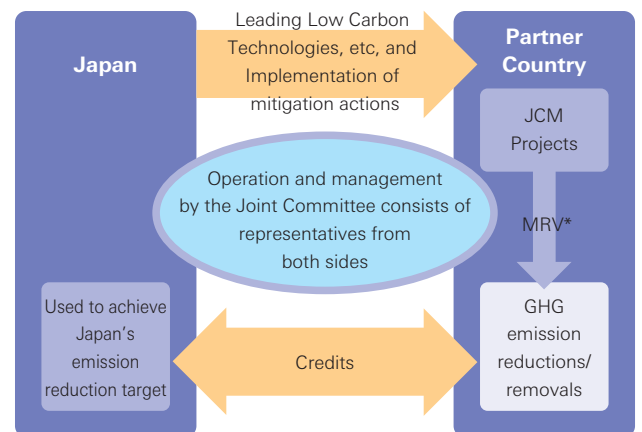 Japan
Leading Low Carbon
Technologies, etc, and
Implementation of
mitigation actions
Partner
Country
JCM
Projects
Operation and management
by the Joint Committee consists of
representatives from
both sides
MRV*
Used to achieve
Japan's
emission
reduction target
Credits
GHG
emission
reductions/
removals